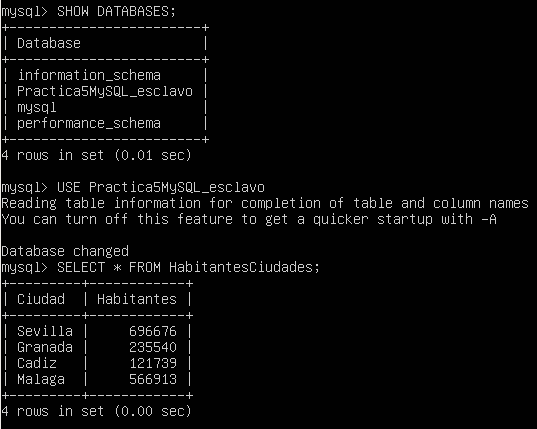 mysql> SHOW DATABASES;
+------------------------+
| Database               |
+------------------------+
| information_schema     |
| Practica5MySQL_esclavo |
| mysql                  |
| performance_schema     |
+------------------------+
4 rows in set (0.01 sec)

mysql> USE Practica5MySQL_esclavo
Reading table information for completion of table and column names
You can turn off this feature to get a quicker startup with -A

Database changed
mysql> SELECT * FROM HabitantesCiudades;
+---------+------------+
| Ciudad  | Habitantes |
+---------+------------+
| Sevilla |     696676 |
| Granada |     235540 |
| Cadiz   |     121739 |
| Malaga  |     566913 |
+---------+------------+
4 rows in set (0.00 sec)